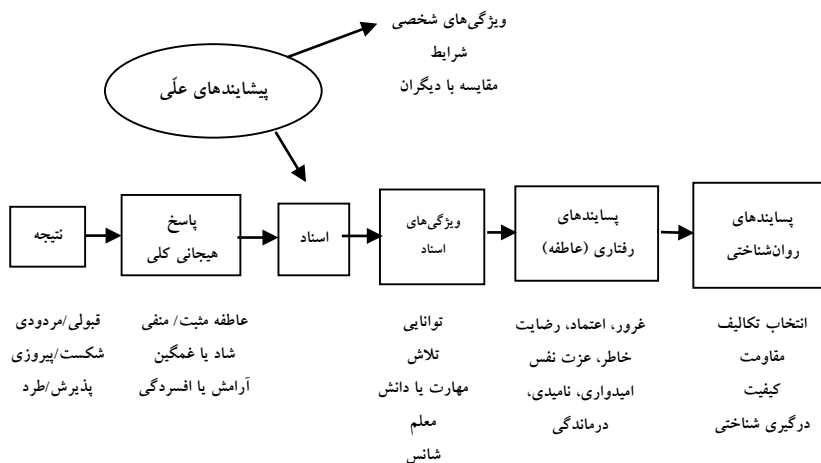 ویژگی‌های شخصی
شرایط
مقایسه با دیگران
پیشایندهای علّی
نتیجه
پاسخ
هیجانی کلی
اسناد
ویژگی‌های
اسناد
پسایندهای
رفتاری (عاطفه)
پسایندهای
روان‌شناختی
قبولی/مردودی
شکست/پیروزی
پذیرش/طرد
عاطفه مثبت/ منفی
شاد یا غمگین
آرامش یا افسردگی
توانایی
تلاش
مهارت یا دانش
معلم
شانس
غرور، اعتماد، رضایت
خاطر، عزت نفس
امیدواری، نامیدی،
درماندگی
انتخاب تکالیف
مقاومت
کیفیت
درگیری شناختی